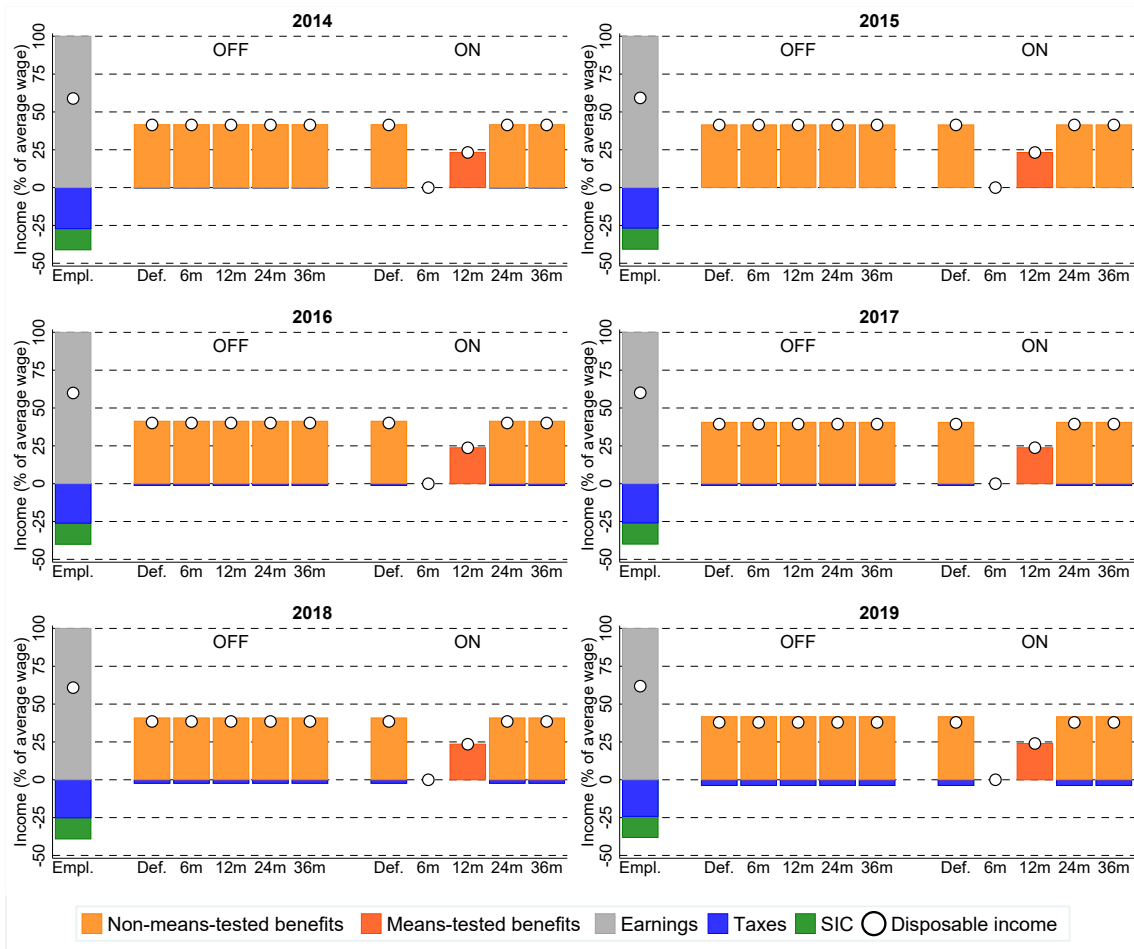 2014
Income (% of average wage)
100
75
50
25
0
-25
-50
OFF ON
Empl. Def. 6m 12m 24m 36m Def. 6m 12m 24m 36m
2015
Income (% of average wage)
100
75
50
25
0
-25
-50
OFF ON
Empl. Def. 6m 12m 24m 36m Def. 6m 12m 24m 36m
2016
Income (% of average wage)
100
75
50
25
0
-25
-50
OFF ON
Empl. Def. 6m 12m 24m 36m Def. 6m 12m 24m 36m
2017
Income (% of average wage)
100
75
50
25
0
-25
-50
OFF ON
Empl. Def. 6m 12m 24m 36m Def. 6m 12m 24m 36m
2018
Income (% of average wage)
100
75
50
25
0
-25
-50
OFF ON
Empl. Def. 6m 12m 24m 36m Def. 6m 12m 24m 36m
2019
Income (% of average wage)
100
75
50
25
0
-25
-50
OFF ON
Empl. Def. 6m 12m 24m 36m Def. 6m 12m 24m 36m
Non-means-tested benefits Means-tested benefits Earnings Taxes SIC Disposable income